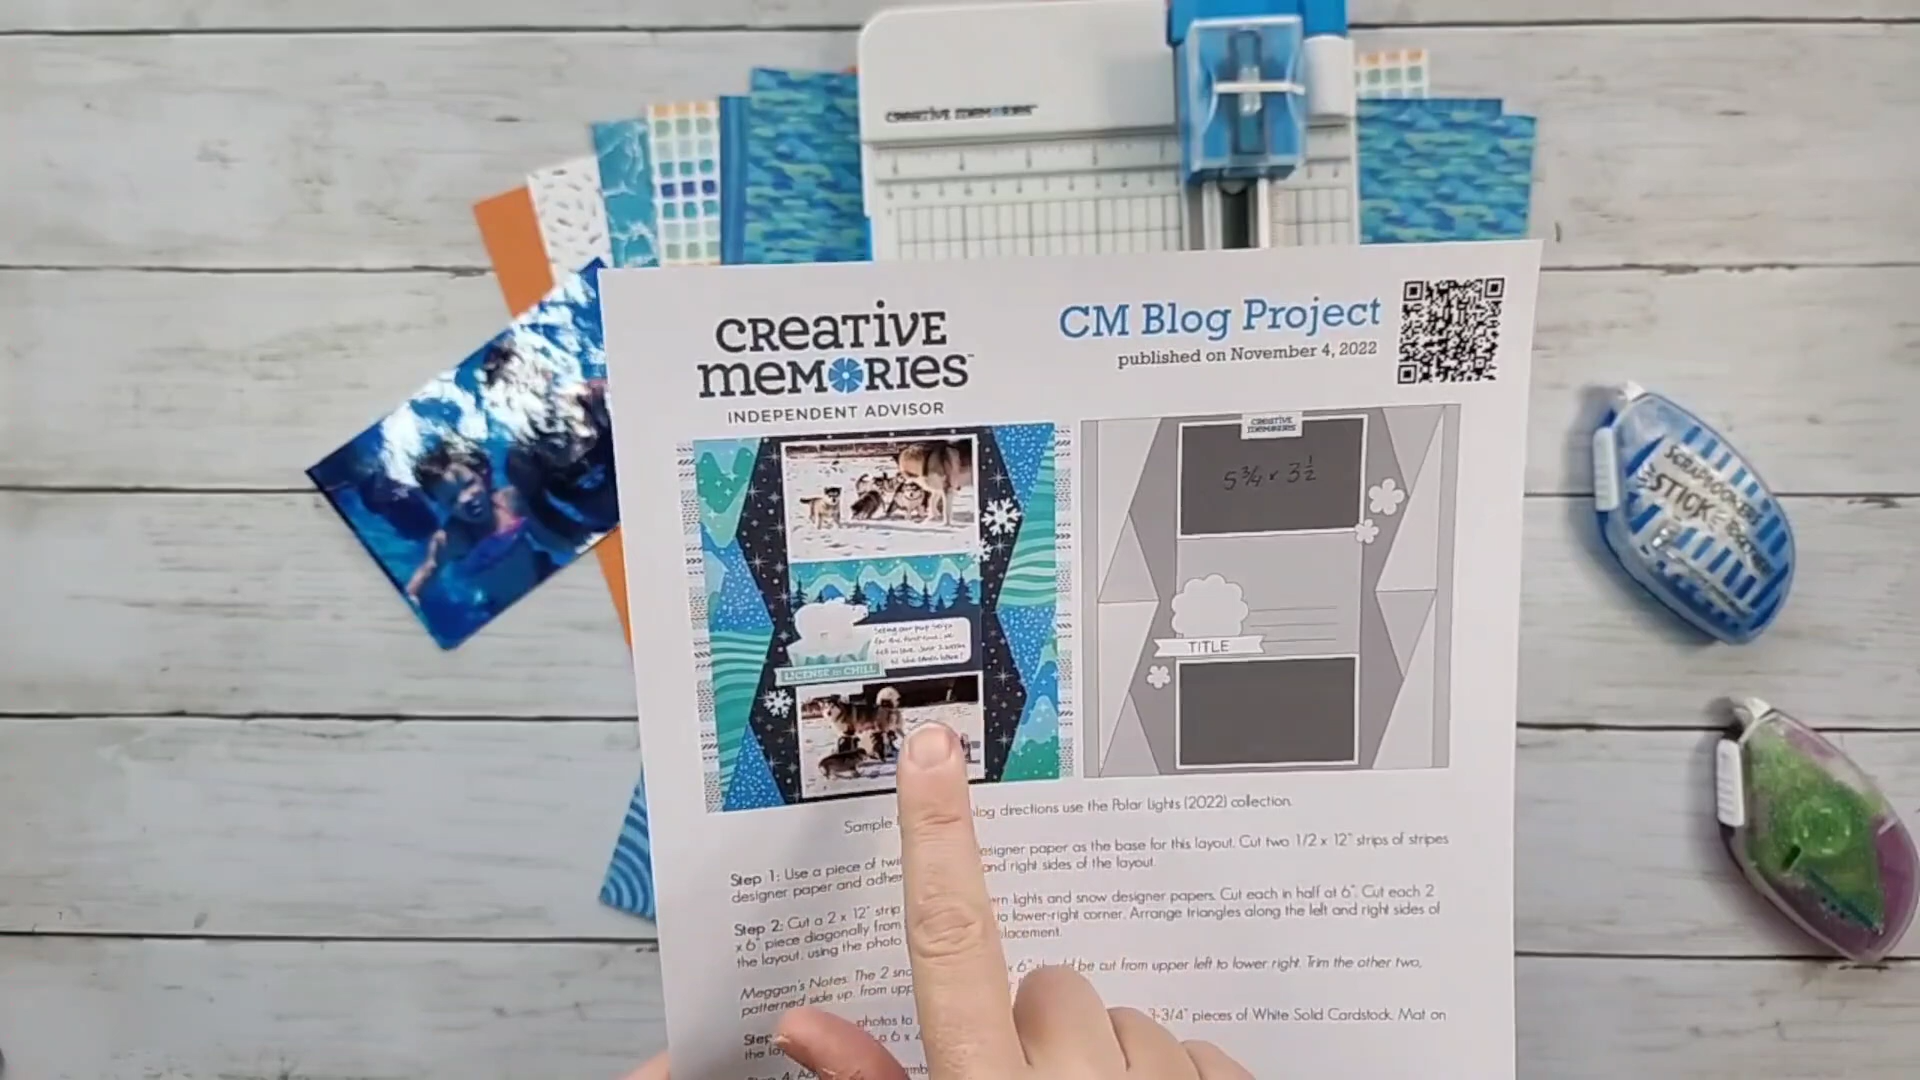 CREATIVE MEMORIES
CREATIVE
MEMORIES
INDEPENDENT ADVISOR
CM Blog Project
published on November 4, 2022
CREATIVE
MEMORIES
5 3/4 x 3 1/2
TITLE
LICENSE to CHILL
SCRAPBOOKERS
STICK
TOGETHER
Sample blog directions use the Polar Lights (2022) collection.
Step 1: Use a piece of designer paper as the base for this layout. Cut two 1/2 x 12" strips of stripes
designer paper and and right sides of the layout.
Step 2: Cut a 2 x 12" strip lights and snow designer papers. Cut each in half at 6". Cut each 2
x 6" piece diagonally from to lower-right corner. Arrange triangles along the left and right sides of
the layout, using the photo
Meggan's Notes: The 2 x 6" should be cut from upper left to lower right. Trim the other two,
patterned side up, from
photos to 3-3/4" pieces of White Solid Cardstock. Mat on
a 6 x